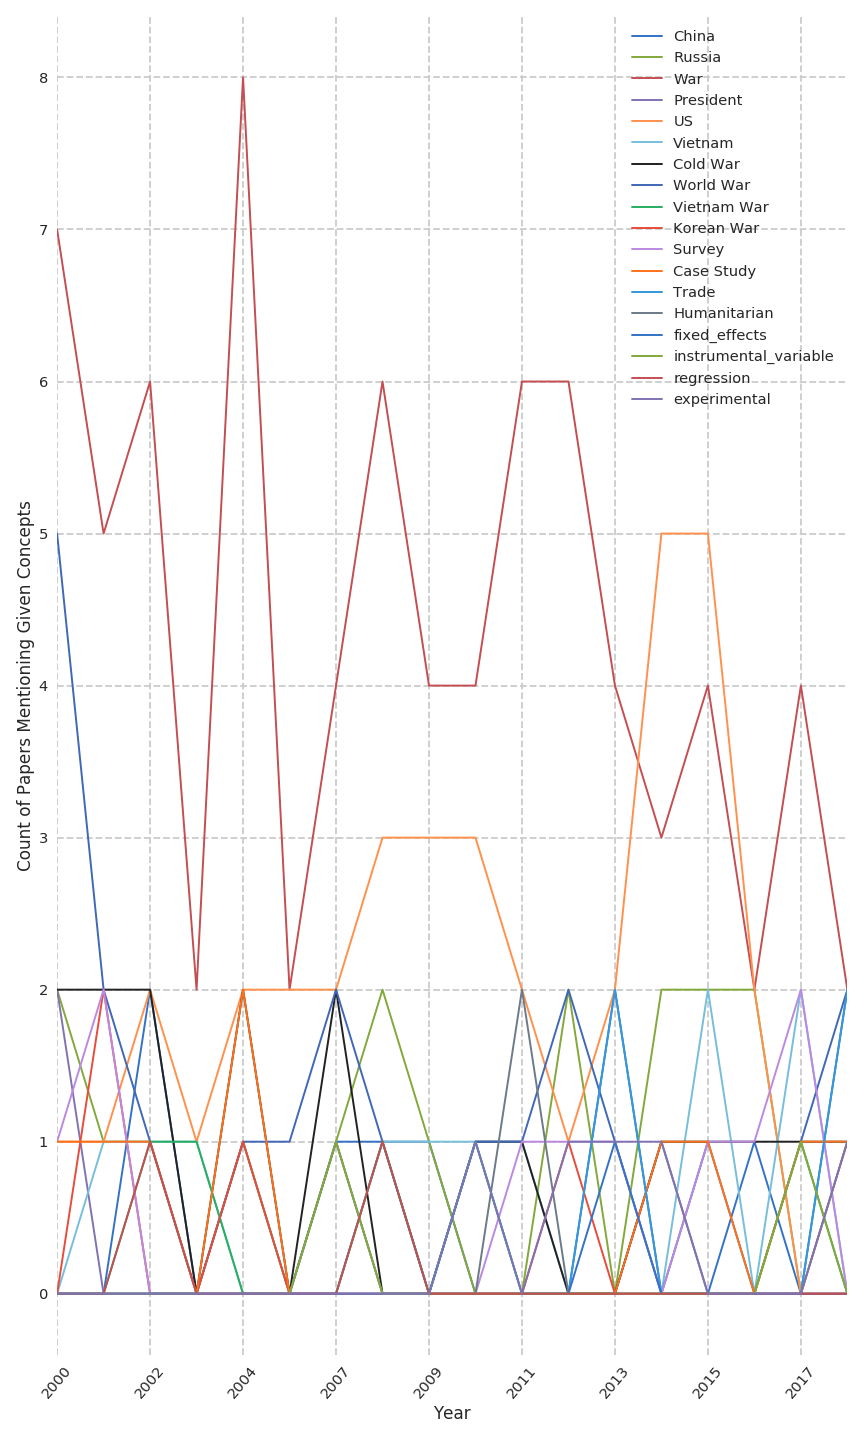 China
Russia
War
President
US
Vietnam
Cold War
World War
Vietnam War
Korean War
Survey
Case Study
Trade
Humanitarian
fixed_effects
instrumental_variable
regression
experimental
8
7
6
5
4
3
2
1
0
Count of Papers Mentioning Given Concepts
2000
2002
2004
2007
2009
2011
2013
2015
2017
Year